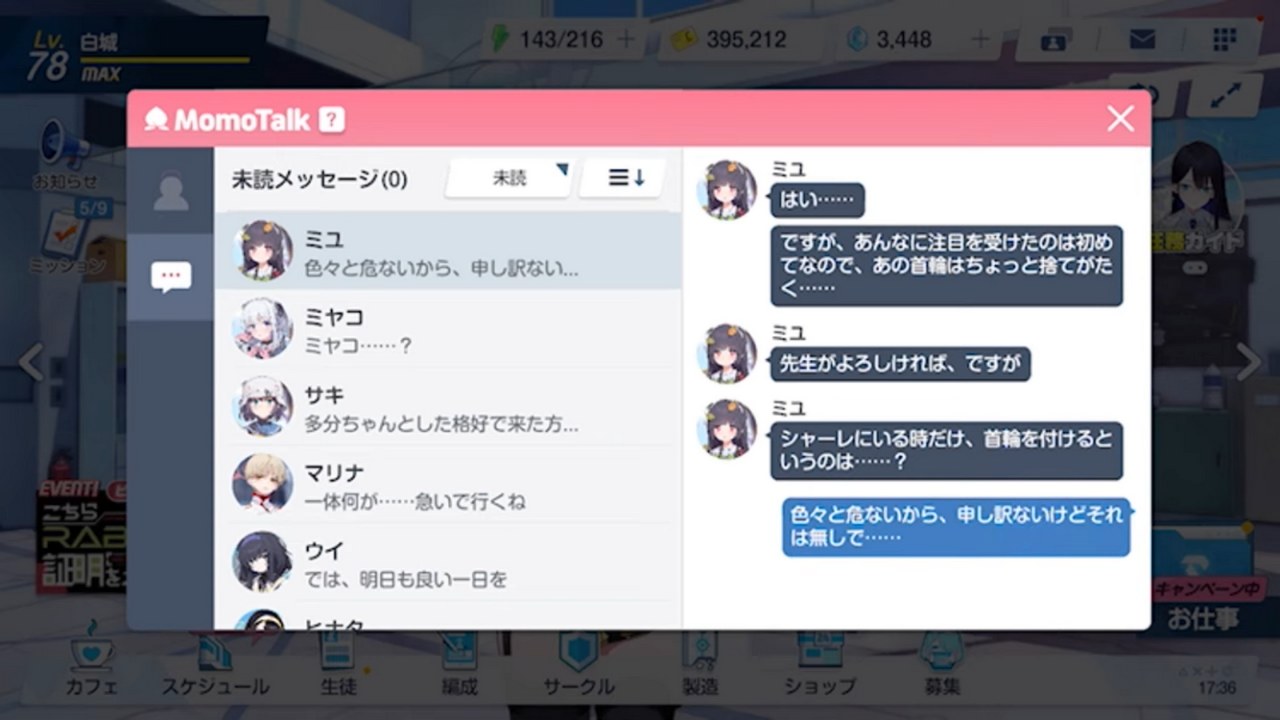 Lv.
78
白城
MAX
143/216
395,212
3,448
MomoTalk ?
お知らせ
5/9
ミッション
未読メッセージ(0)
未読
ミユ
色々と危ないから、申し訳ない...
ミヤコ
ミヤコ……？
サキ
多分ちゃんとした格好で来た方...
マリナ
一体何が……急いで行くね
ウイ
では、明日も良い一日を
ヒナタ
ミユ
はい……
ですが、あんなに注目を受けたのは初め
てなので、あの首輪はちょっと捨てがた
く……
ミユ
先生がよろしければ、ですが
ミユ
シャーレにいる時だけ、首輪を付けると
いうのは……？
色々と危ないから、申し訳ないけどそれ
は無しで……
任務ガイド
EVENT!
こちら
RAB
証明を
キャンペーン中
お仕事
カフェ
スケジュール
生徒
編成
サークル
製造
ショップ
募集
17:36